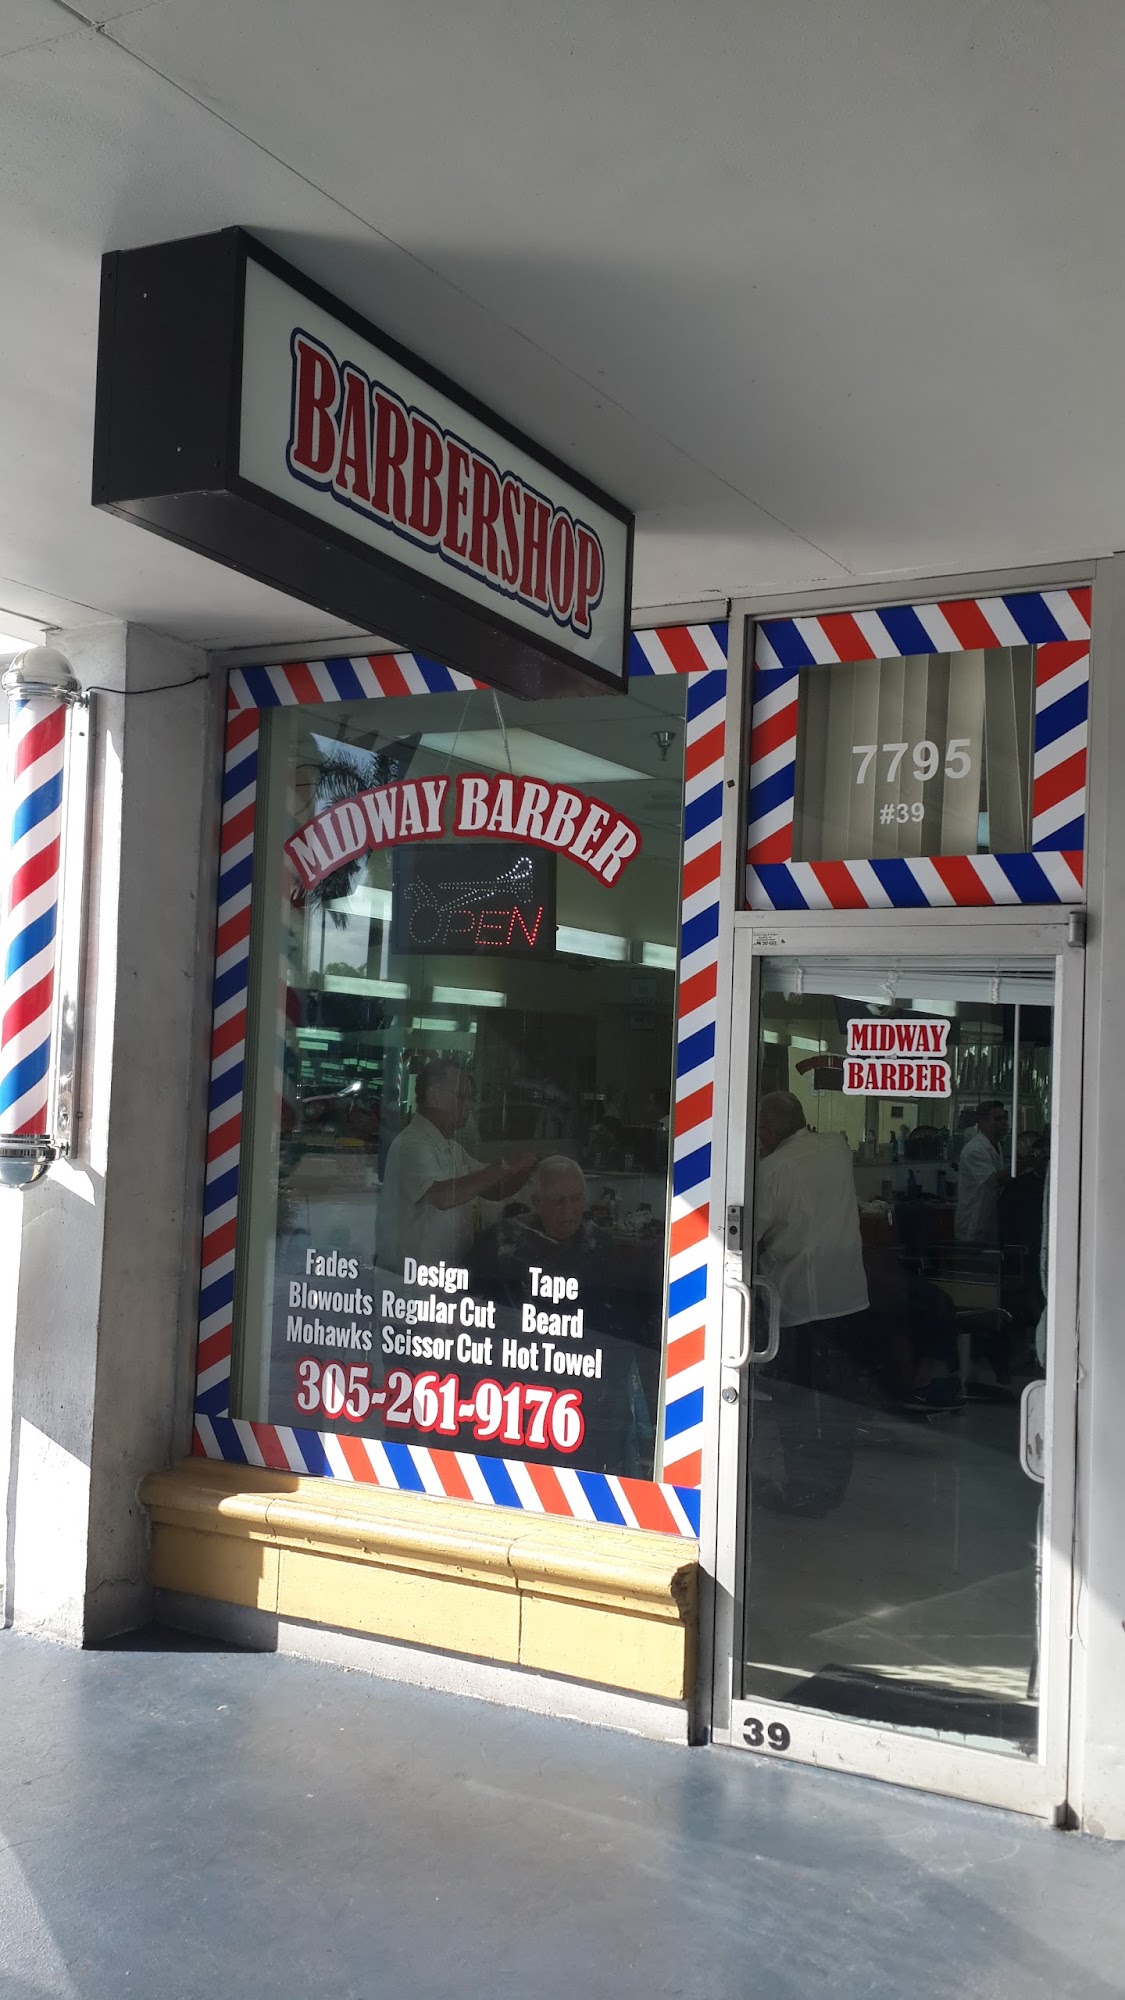 BARBERSHOP
MIDWAY BARBER
OPEN
Fades
Blowouts
Mohawks
Design
Regular Cut
Scissor Cut
Tape
Beard
Hot Towel
305-261-9176
7795
#39
MIDWAY
BARBER
39